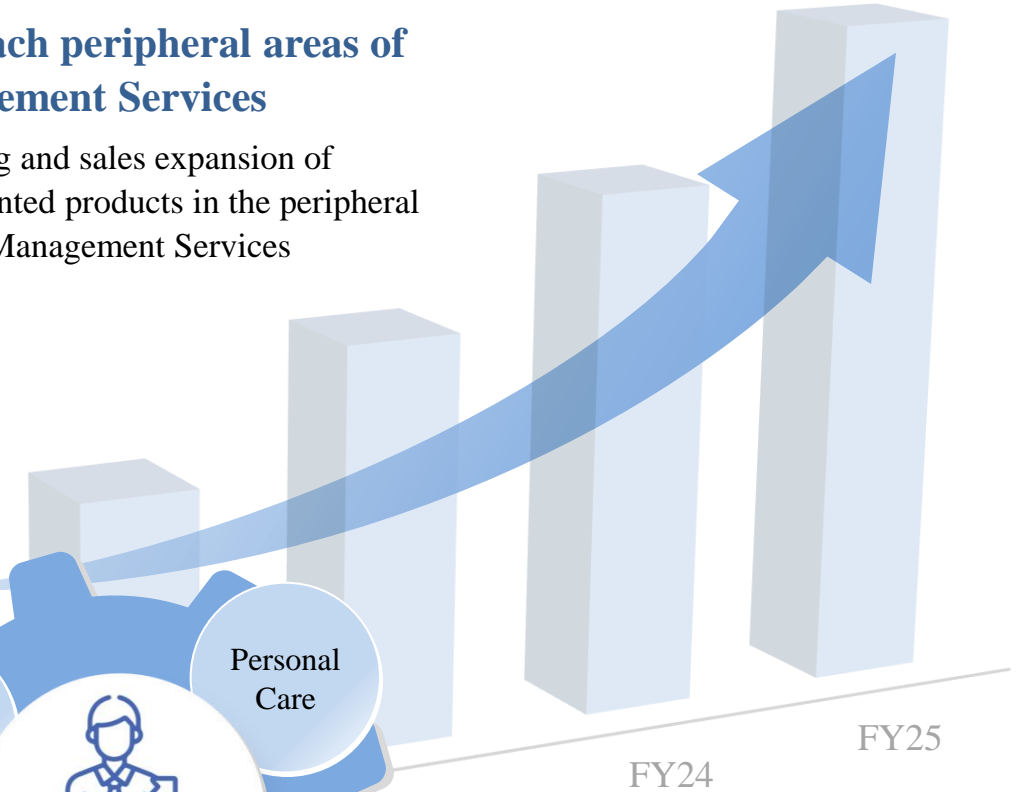 ach peripheral areas of
ement Services
g and sales expansion of
nted products in the peripheral
Management Services
Personal
Care
FY25
FY24